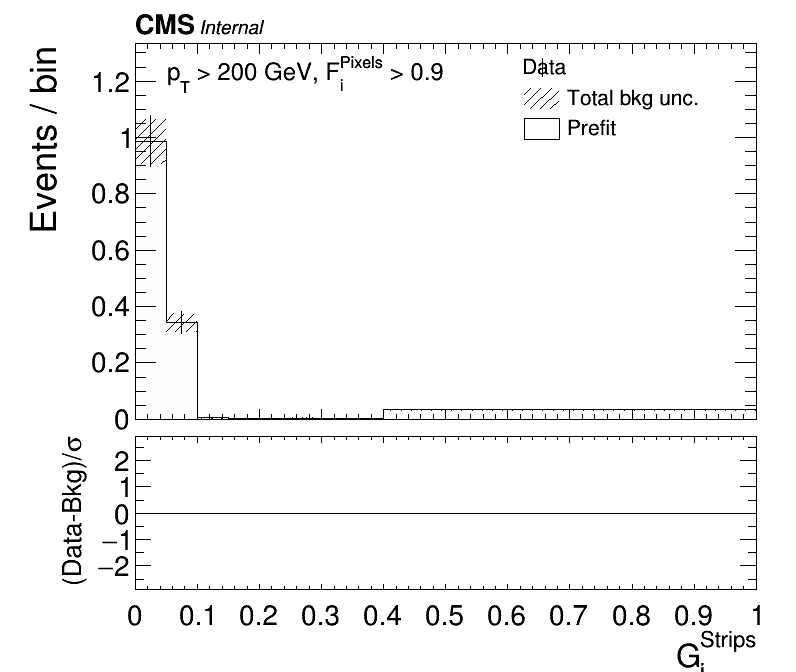 CMS Internal
p_T > 200 GeV, F_i^Pixels > 0.9
Data
Total bkg unc.
Prefit
Events / bin
1.2
1
0.8
0.6
0.4
0.2
0
(Data-Bkg)/σ
2
1
0
−1
−2
0 0.1 0.2 0.3 0.4 0.5 0.6 0.7 0.8 0.9 1
G_i^Strips